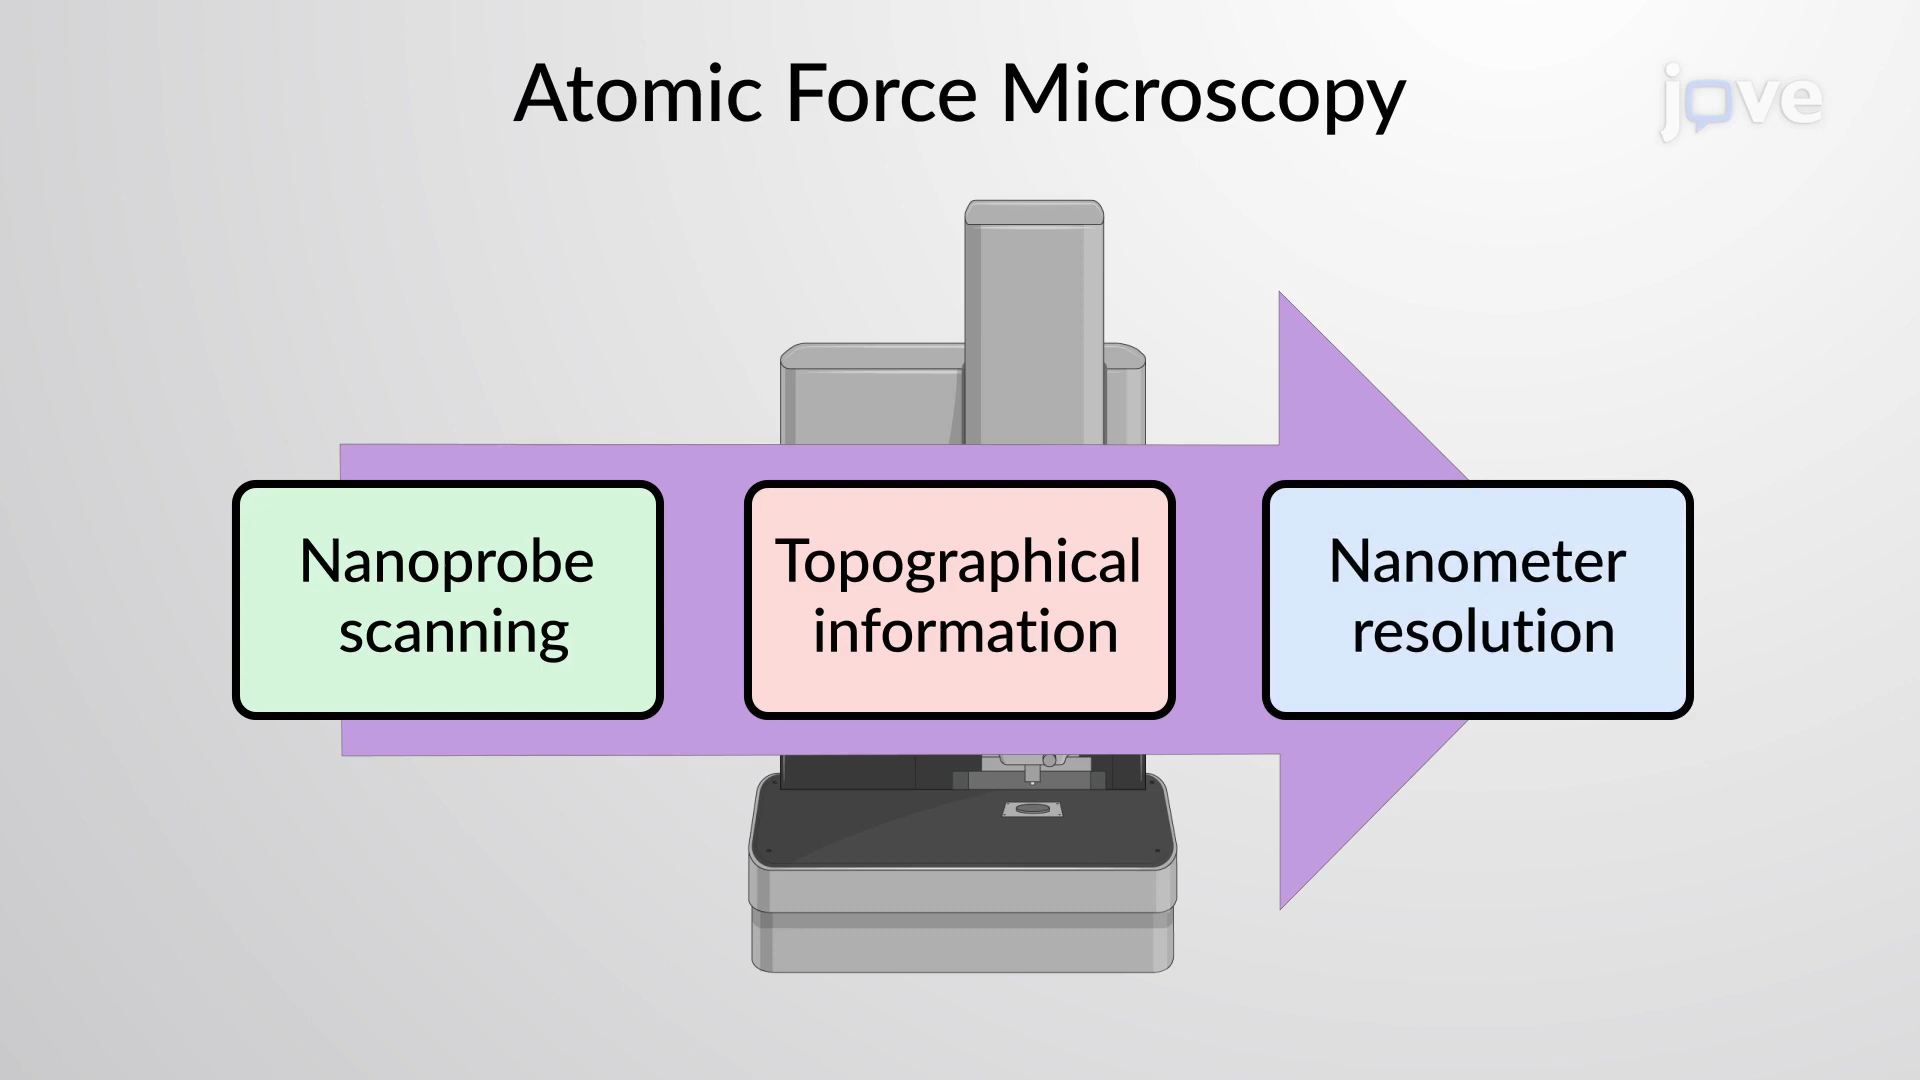 Atomic Force Microscopy
jove
Nanoprobe
scanning
Topographical
information
Nanometer
resolution